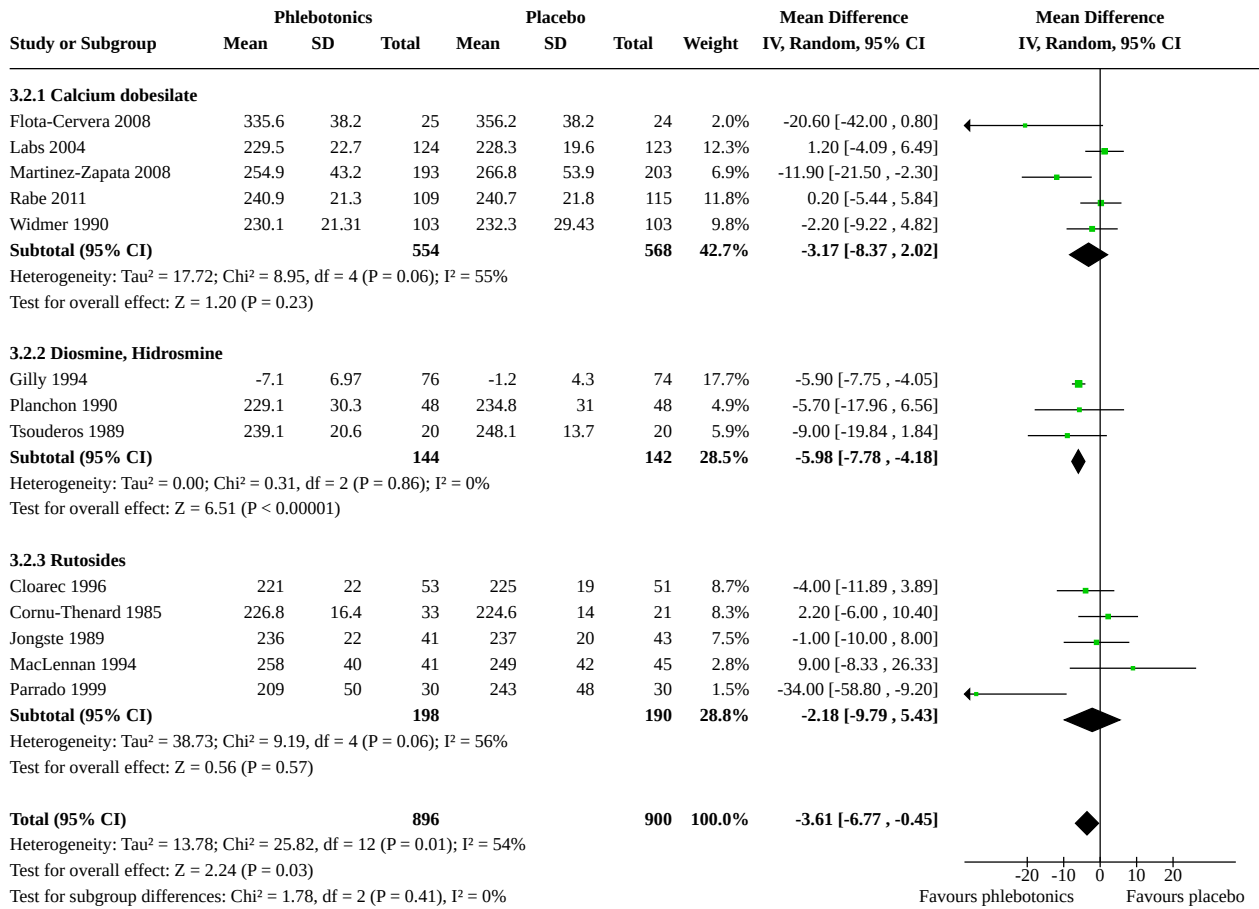 Phlebotonics Placebo Mean Difference Mean Difference
Study or Subgroup Mean SD Total Mean SD Total Weight IV, Random, 95% CI IV, Random, 95% CI
3.2.1 Calcium dobesilate
Flota-Cervera 2008 335.6 38.2 25 356.2 38.2 24 2.0% -20.60 [-42.00 , 0.80]
Labs 2004 229.5 22.7 124 228.3 19.6 123 12.3% 1.20 [-4.09 , 6.49]
Martinez-Zapata 2008 254.9 43.2 193 266.8 53.9 203 6.9% -11.90 [-21.50 , -2.30]
Rabe 2011 240.9 21.3 109 240.7 21.8 115 11.8% 0.20 [-5.44 , 5.84]
Widmer 1990 230.1 21.31 103 232.3 29.43 103 9.8% -2.20 [-9.22 , 4.82]
Subtotal (95% CI) 554 568 42.7% -3.17 [-8.37 , 2.02]
Heterogeneity: Tau² = 17.72; Chi² = 8.95, df = 4 (P = 0.06); I² = 55%
Test for overall effect: Z = 1.20 (P = 0.23)
3.2.2 Diosmine, Hidrosmine
Gilly 1994 -7.1 6.97 76 -1.2 4.3 74 17.7% -5.90 [-7.75 , -4.05]
Planchon 1990 229.1 30.3 48 234.8 31 48 4.9% -5.70 [-17.96 , 6.56]
Tsouderos 1989 239.1 20.6 20 248.1 13.7 20 5.9% -9.00 [-19.84 , 1.84]
Subtotal (95% CI) 144 142 28.5% -5.98 [-7.78 , -4.18]
Heterogeneity: Tau² = 0.00; Chi² = 0.31, df = 2 (P = 0.86); I² = 0%
Test for overall effect: Z = 6.51 (P < 0.00001)
3.2.3 Rutosides
Cloarec 1996 221 22 53 225 19 51 8.7% -4.00 [-11.89 , 3.89]
Cornu-Thenard 1985 226.8 16.4 33 224.6 14 21 8.3% 2.20 [-6.00 , 10.40]
Jongste 1989 236 22 41 237 20 43 7.5% -1.00 [-10.00 , 8.00]
MacLennan 1994 258 40 41 249 42 45 2.8% 9.00 [-8.33 , 26.33]
Parrado 1999 209 50 30 243 48 30 1.5% -34.00 [-58.80 , -9.20]
Subtotal (95% CI) 198 190 28.8% -2.18 [-9.79 , 5.43]
Heterogeneity: Tau² = 38.73; Chi² = 9.19, df = 4 (P = 0.06); I² = 56%
Test for overall effect: Z = 0.56 (P = 0.57)
Total (95% CI) 896 900 100.0% -3.61 [-6.77 , -0.45]
Heterogeneity: Tau² = 13.78; Chi² = 25.82, df = 12 (P = 0.01); I² = 54%
Test for overall effect: Z = 2.24 (P = 0.03) -20 -10 0 10 20
Test for subgroup differences: Chi² = 1.78, df = 2 (P = 0.41), I² = 0% Favours phlebotonics Favours placebo